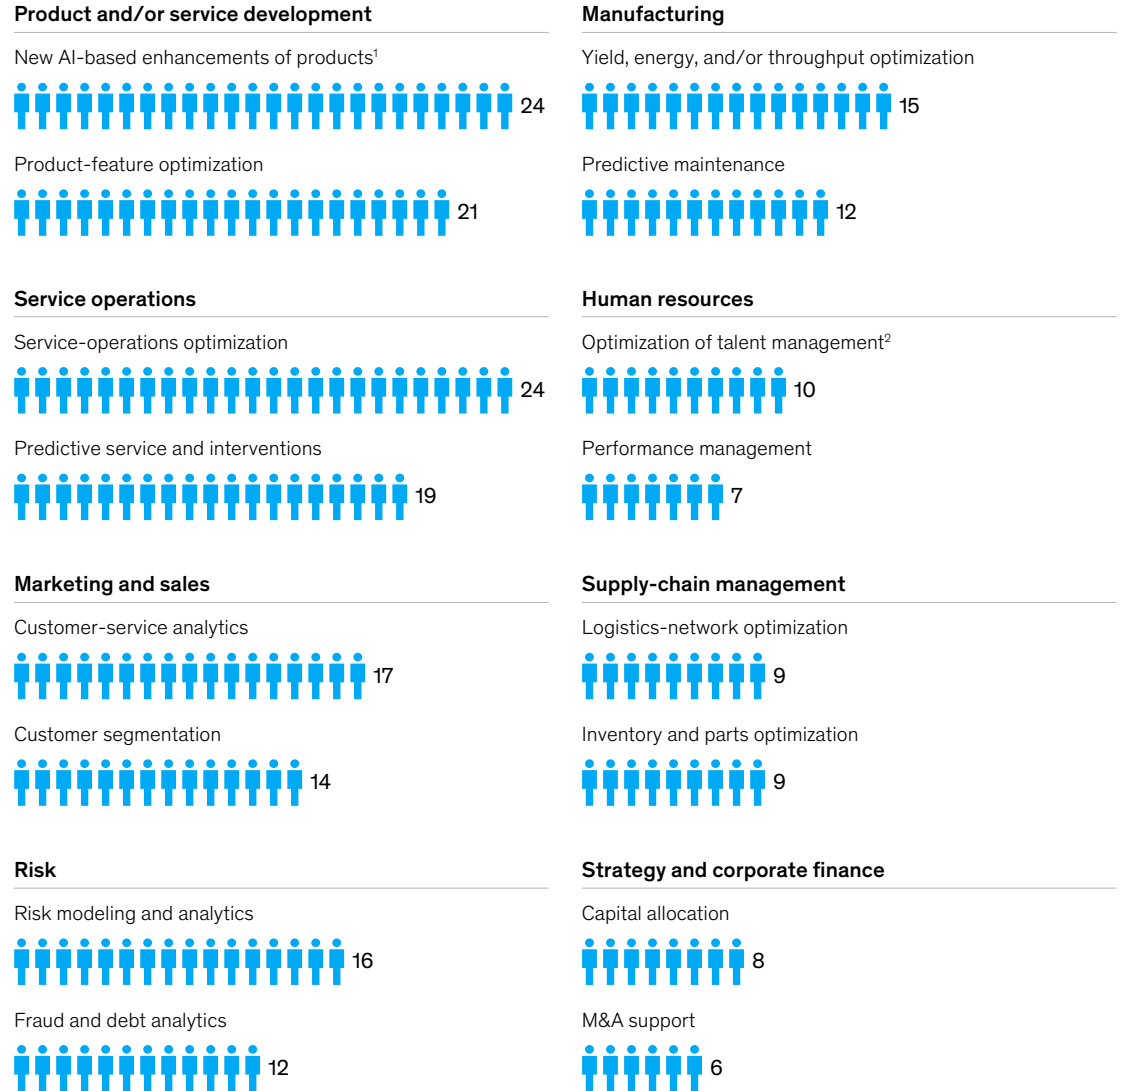 Product and/or service development
New AI-based enhancements of products¹
24
Product-feature optimization
21
Service operations
Service-operations optimization
24
Predictive service and interventions
19
Marketing and sales
Customer-service analytics
17
Customer segmentation
14
Risk
Risk modeling and analytics
16
Fraud and debt analytics
12
Manufacturing
Yield, energy, and/or throughput optimization
15
Predictive maintenance
12
Human resources
Optimization of talent management²
10
Performance management
7
Supply-chain management
Logistics-network optimization
9
Inventory and parts optimization
9
Strategy and corporate finance
Capital allocation
8
M&A support
6